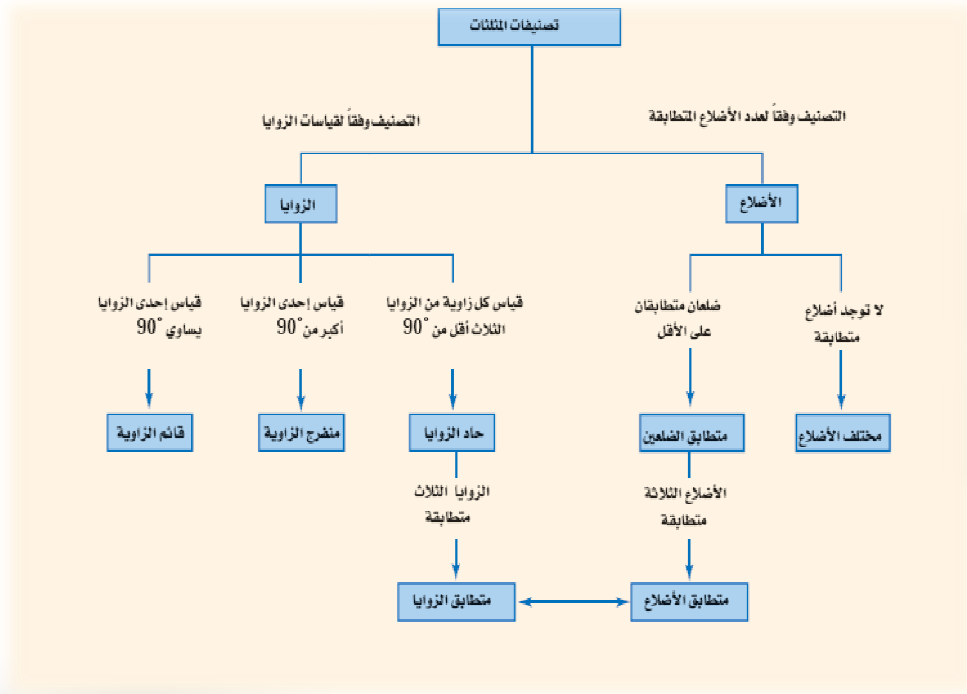 تصنيفات المثلثات
التصنيف وفقاً لعدد الأضلاع المتطابقة
التصنيف وفقاً لقياسات الزوايا
الأضلاع
الزوايا
لا توجد أضلاع
متطابقة
ضلعان متطابقان
على الأقل
قياس كل زاوية من الزوايا
الثلاث أقل من 90°
قياس إحدى الزوايا
أكبر من 90°
قياس إحدى الزوايا
يساوي 90°
مختلف الأضلاع
متطابق الضلعين
حاد الزوايا
منفرج الزاوية
قائم الزاوية
الأضلاع الثلاثة
متطابقة
الزوايا الثلاث
متطابقة
متطابق الأضلاع
متطابق الزوايا